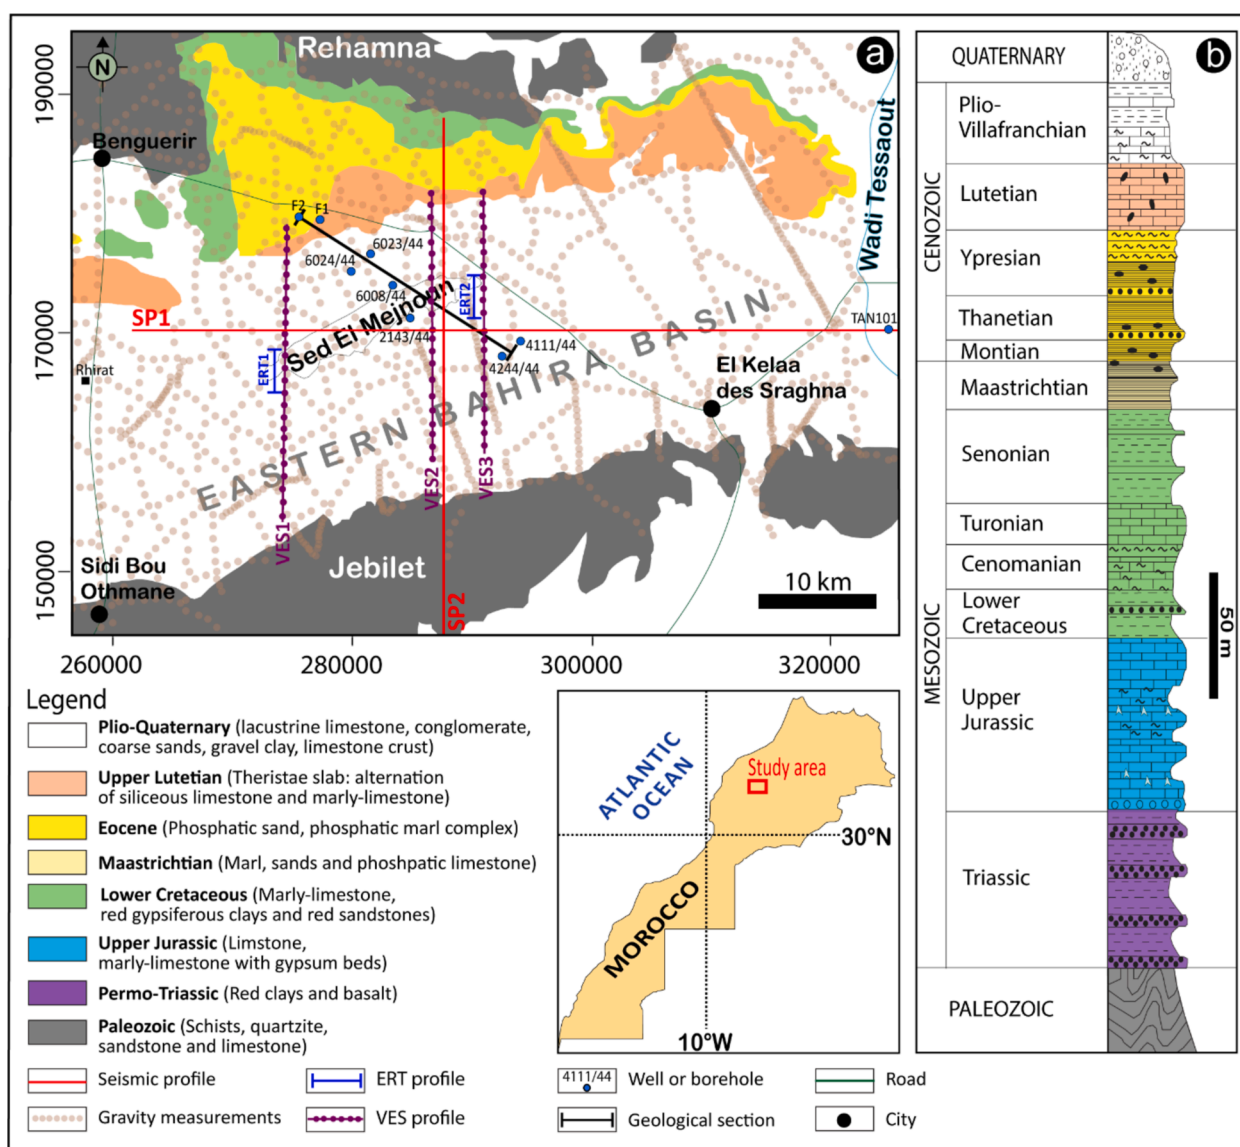 Rehamna
a
N
190000
170000
1500000
Benguerir
F2
F1
6023/44
6024/44
6008/44
2143/44
Sed El Mejnoun
ERT2
ERT1
SP1
Rhirat
4111/44
4244/44
TAN101
Wadi Tessaout
El Kelaa
des Sraghna
EASTERN BAHIRA BASIN
VES1
VES2
VES3
SP2
Jebilet
Sidi Bou
Othmane
10 km
260000
280000
300000
320000
b
QUATERNARY
CENOZOIC
Plio-
Villafranchian
Lutetian
Ypresian
Thanetian
Montian
Maastrichtian
MESOZOIC
Senonian
Turonian
Cenomanian
Lower
Cretaceous
Upper
Jurassic
Triassic
PALEOZOIC
50 m
Legend
Plio-Quaternary (lacustrine limestone, conglomerate,
coarse sands, gravel clay, limestone crust)
Upper Lutetian (Theristae slab: alternation
of siliceous limestone and marly-limestone)
Eocene (Phosphatic sand, phosphatic marl complex)
Maastrichtian (Marl, sands and phoshpatic limestone)
Lower Cretaceous (Marly-limestone,
red gypsiferous clays and red sandstones)
Upper Jurassic (Limstone,
marly-limestone with gypsum beds)
Permo-Triassic (Red clays and basalt)
Paleozoic (Schists, quartzite,
sandstone and limestone)
Seismic profile
ERT profile
4111/44
Well or borehole
Road
Gravity measurements
VES profile
Geological section
City
ATLANTIC
OCEAN
Study area
30°N
MOROCCO
10°W